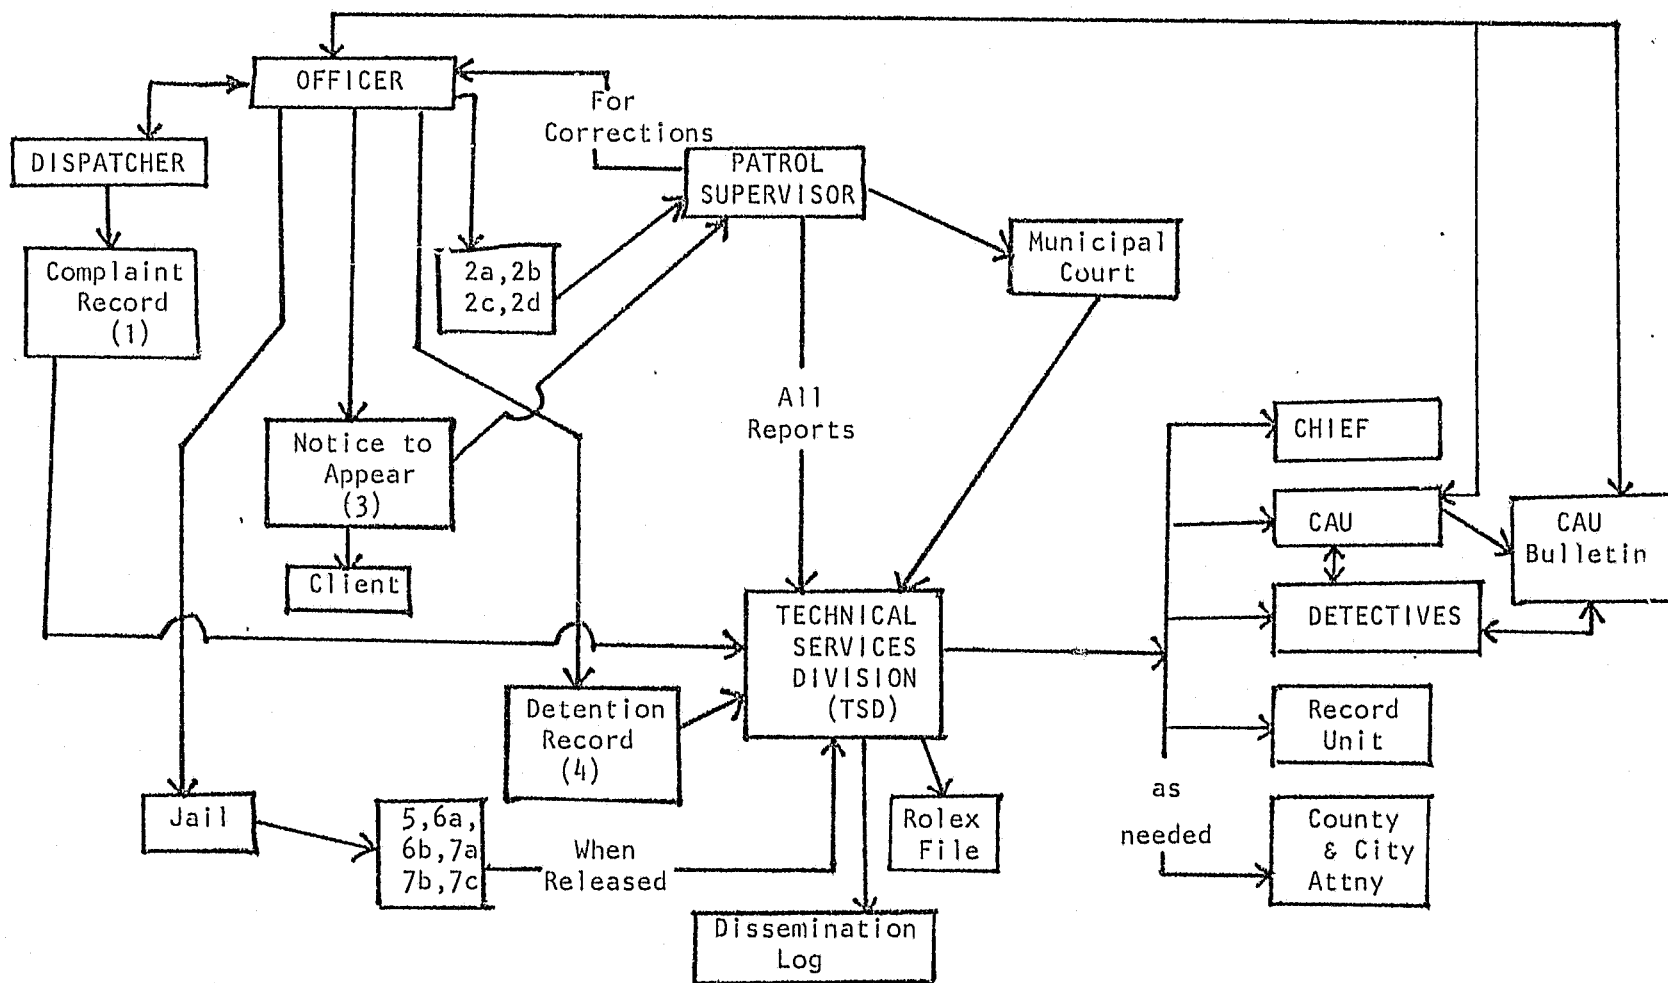 OFFICER
For
Corrections
DISPATCHER
PATROL
SUPERVISOR
Complaint
Record
(1)
2a,2b
2c,2d
Municipal
Court
All
Reports
Notice to
Appear
(3)
Client
CHIEF
CAU
CAU
Bulletin
DETECTIVES
TECHNICAL
SERVICES
DIVISION
(TSD)
Detention
Record
(4)
Record
Unit
as
needed
Jail
5,6a,
6b,7a
7b,7c
When
Released
Rolex
File
County
& City
Attny
Dissemination
Log